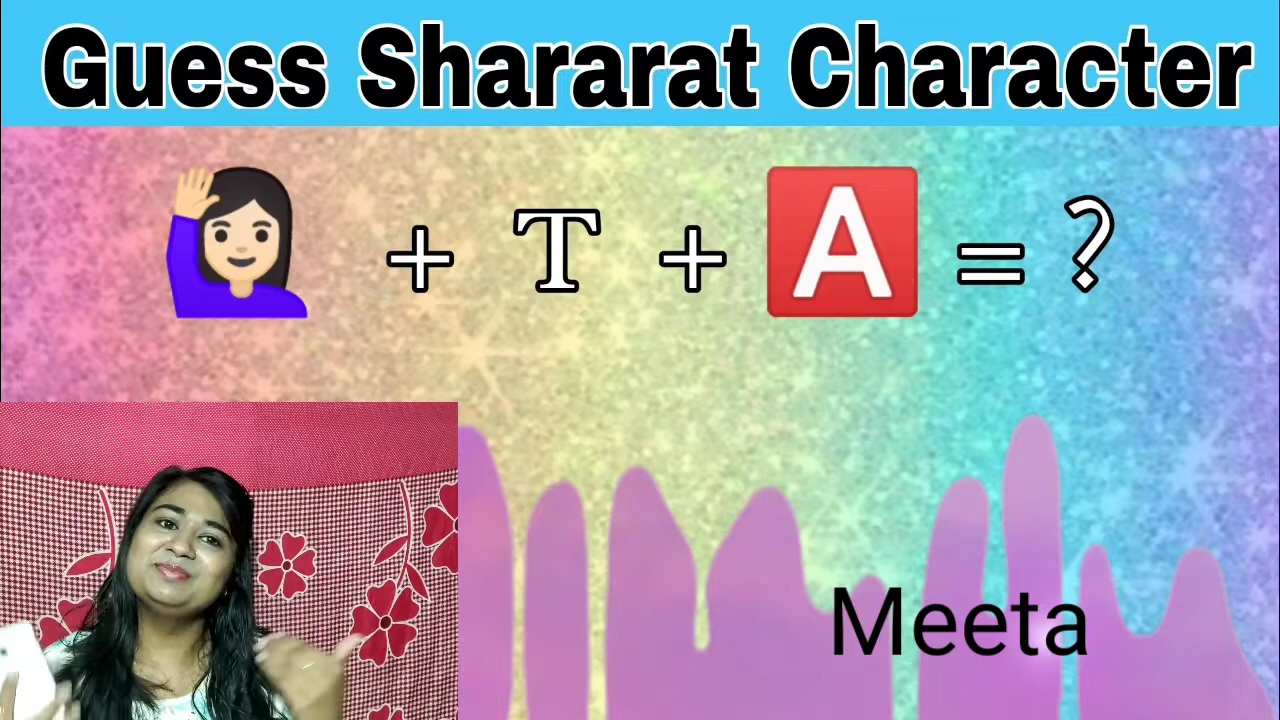 Guess Shararat Character
+ T + A = ?
Meeta